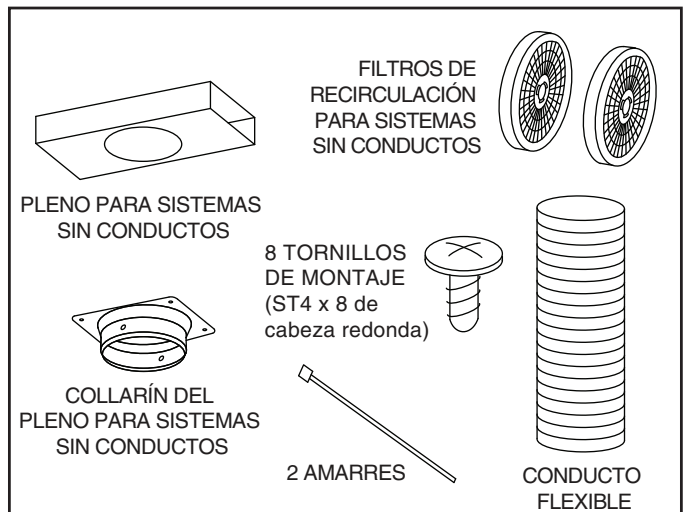 FILTROS DE
RECIRCULACIÓN
PARA SISTEMAS
SIN CONDUCTOS
PLENO PARA SISTEMAS
SIN CONDUCTOS
8 TORNILLOS
DE MONTAJE
(ST4 x 8 de
cabeza redonda)
COLLARÍN DEL
PLENO PARA SISTEMAS
SIN CONDUCTOS
2 AMARRES
CONDUCTO
FLEXIBLE